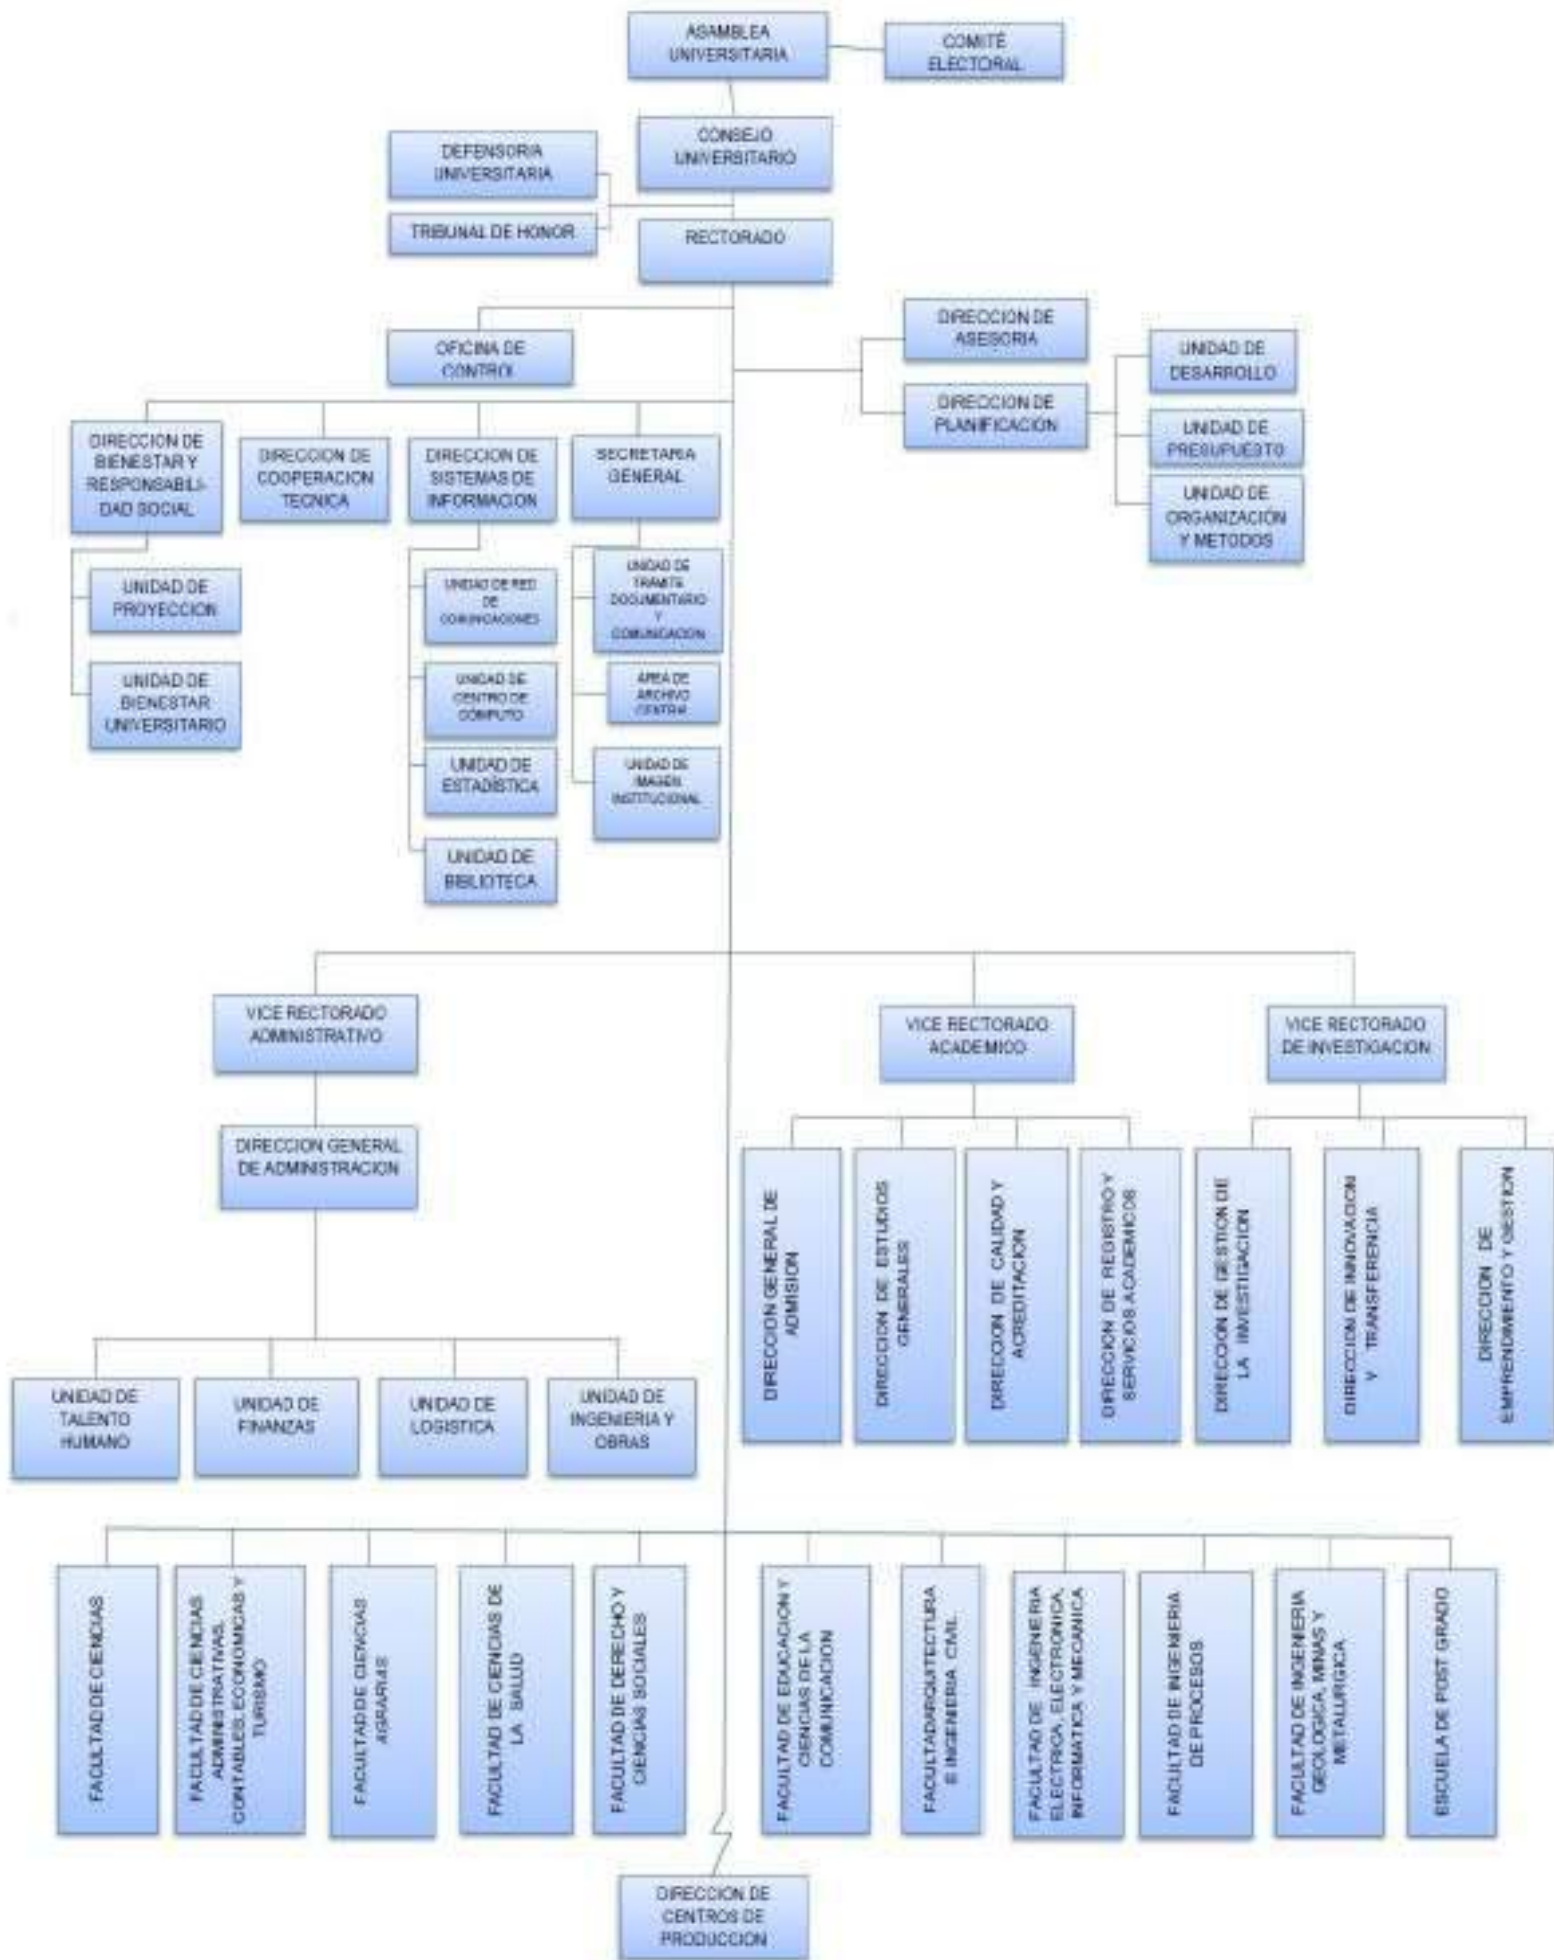 ASAMBLEA
UNIVERSITARIA
COMITÉ
ELECTORAL
CONSEJO
UNIVERSITARIO
DEFENSORIA
UNIVERSITARIA
TRIBUNAL DE HONOR
RECTORADO
OFICINA DE
CONTROL
DIRECCION DE
ASESORIA
DIRECCION DE
PLANIFICACION
UNIDAD DE
DESARROLLO
UNIDAD DE
PRESUPUESTO
UNIDAD DE
ORGANIZACIÓN
Y METODOS
DIRECCION DE
BIENESTAR Y
RESPONSABILI-
DAD SOCIAL
DIRECCION DE
COOPERACION
TECNICA
DIRECCION DE
SISTEMAS DE
INFORMACION
SECRETARIA
GENERAL
UNIDAD DE
PROYECCION
UNIDAD DE
BIENESTAR
UNIVERSITARIO
UNIDAD DE RED
DE
COMUNICACIONES
UNIDAD DE
CENTRO DE
CÓMPUTO
UNIDAD DE
ESTADÍSTICA
UNIDAD DE
BIBLIOTECA
UNIDAD DE
TRAMITE
DOCUMENTARIO
Y
COMUNICACION
AREA DE
ARCHIVO
CENTRAL
UNIDAD DE
IMAGEN
INSTITUCIONAL
VICE RECTORADO
ADMINISTRATIVO
VICE RECTORADO
ACADEMICO
VICE RECTORADO
DE INVESTIGACION
DIRECCION GENERAL
DE ADMINISTRACION
DIRECCION GENERAL DE
ADMISION
DIRECCION DE ESTUDIOS
GENERALES
DIRECCION DE CALIDAD Y
ACREDITACION
DIRECCION DE REGISTRO Y
SERVICIOS ACADEMICOS
DIRECCION DE GESTION DE
LA INVESTIGACION
DIRECCION DE INNOVACION
Y TRANSFERENCIA
DIRECCION DE
EMPRENDIMIENTO Y GESTION
UNIDAD DE
TALENTO
HUMANO
UNIDAD DE
FINANZAS
UNIDAD DE
LOGISTICA
UNIDAD DE
INGENIERIA Y
OBRAS
FACULTAD DE CIENCIAS
FACULTAD DE CIENCIAS
ADMINISTRATIVAS,
CONTABLES, ECONOMICAS Y
TURISMO
FACULTAD DE CIENCIAS
AGRARIAS
FACULTAD DE CIENCIAS DE
LA SALUD
FACULTAD DE DERECHO Y
CIENCIAS SOCIALES
FACULTAD DE EDUCACION Y
CIENCIAS DE LA
COMUNICACION
FACULTADARQUITECTURA
E INGENIERIA CIVIL
FACULTAD DE INGENIERIA
ELECTRICA, ELECTRONICA,
INFORMATICA Y MECANICA
FACULTAD DE INGENIERIA
DE PROCESOS
FACULTAD DE INGENIERIA
GEOLOGICA, MINAS Y
METALURGICA
ESCUELA DE POST GRADO
DIRECCION DE
CENTROS DE
PRODUCCION